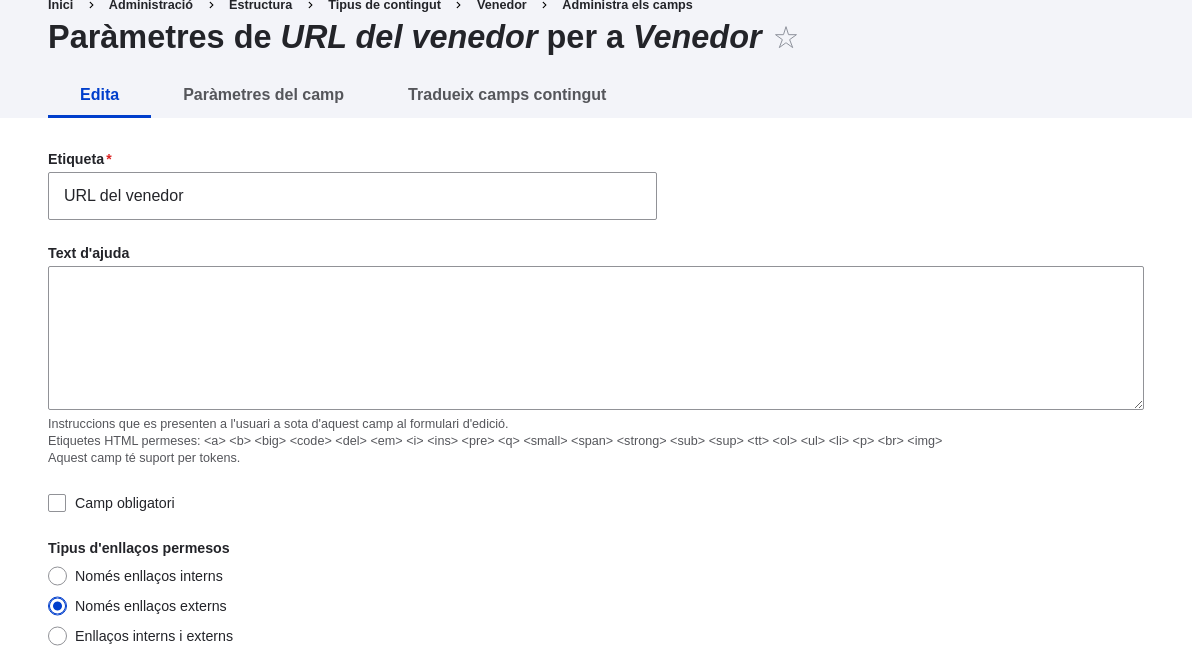 Inici › Administració › Estructura › Tipus de contingut › Venedor › Administra els camps
Paràmetres de URL del venedor per a Venedor ☆
Edita Paràmetres del camp Tradueix camps contingut
Etiqueta*
URL del venedor
Text d'ajuda
Instruccions que es presenten a l'usuari a sota d'aquest camp al formulari d'edició.
Etiquetes HTML permeses: <a> <b> <big> <code> <del> <em> <i> <ins> <pre> <q> <small> <span> <strong> <sub> <sup> <tt> <ol> <ul> <li> <p> <br> <img>
Aquest camp té suport per tokens.
Camp obligatori
Tipus d'enllaços permesos
Només enllaços interns
Només enllaços externs
Enllaços interns i externs